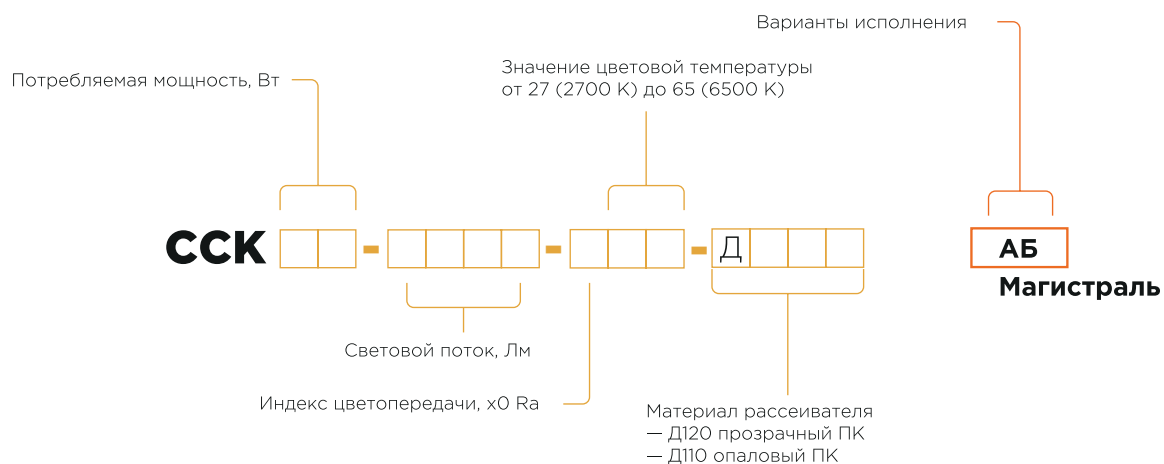 Варианты исполнения
Потребляемая мощность, Вт
Значение цветовой температуры
от 27 (2700 К) до 65 (6500 К)
ССК - - - Д
АБ
Магистраль
Световой поток, Лм
Индекс цветопередачи, х0 Ra
Материал рассеивателя
— Д120 прозрачный ПК
— Д110 опаловый ПК